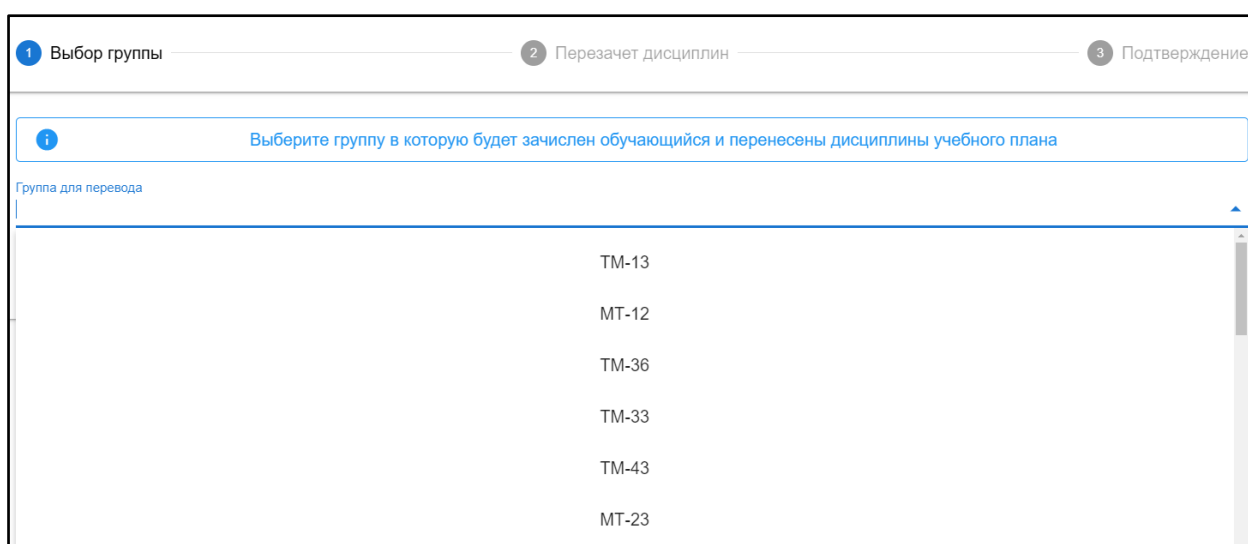 1 Выбор группы 2 Перезачет дисциплин 3 Подтверждение
Выберите группу в которую будет зачислен обучающийся и перенесены дисциплины учебного плана
Группа для перевода
ТМ-13
МТ-12
ТМ-36
ТМ-33
ТМ-43
МТ-23